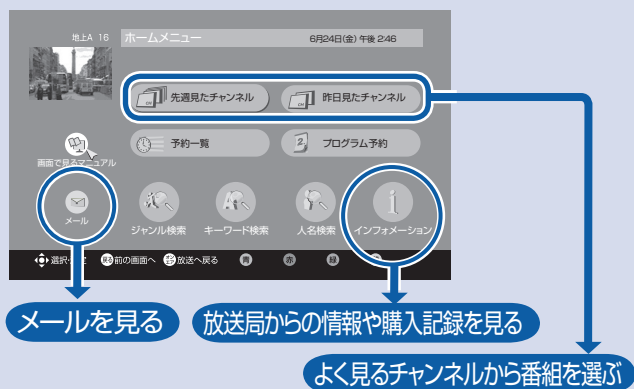 地上A 16 ホームメニュー 6月24日(金) 午後 2:46
先週見たチャンネル 昨日見たチャンネル
予約一覧 プログラム予約
画面で見るマニュアル
メール ジャンル検索 キーワード検索 人名検索 インフォメーション
戻る 前の画面へ 放送へ戻る 青 赤 緑
メールを見る 放送局からの情報や購入記録を見る
よく見るチャンネルから番組を選ぶ